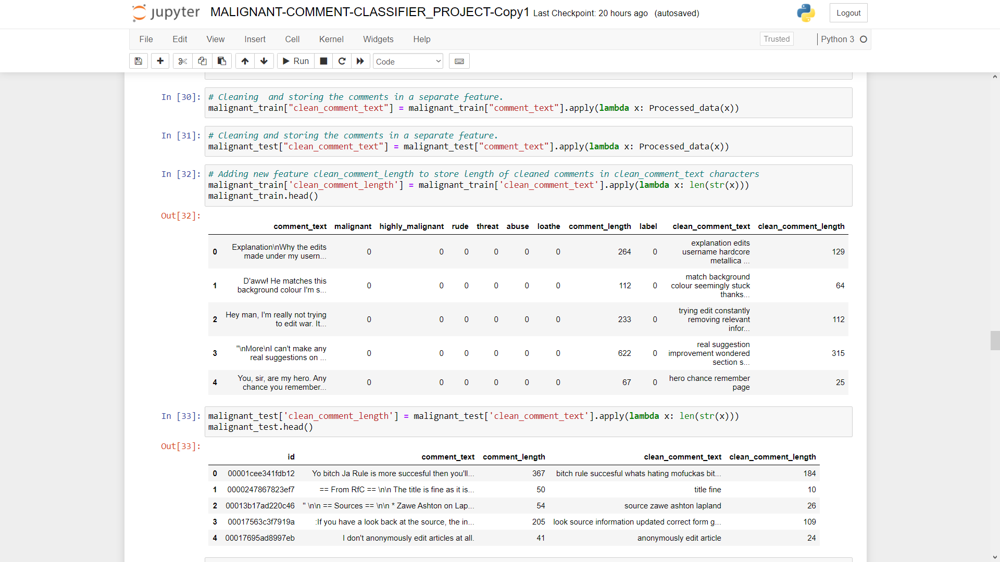 jupyter MALIGNANT-COMMENT-CLASSIFIER_PROJECT-Copy1 Last Checkpoint: 20 hours ago (autosaved) Logout
File Edit View Insert Cell Kernel Widgets Help Trusted Python 3
Run Code
In [30]: # Cleaning  and storing the comments in a separate feature.
malignant_train["clean_comment_text"] = malignant_train["comment_text"].apply(lambda x: Processed_data(x))
In [31]: # Cleaning and storing the comments in a separate feature.
malignant_test["clean_comment_text"] = malignant_test["comment_text"].apply(lambda x: Processed_data(x))
In [32]: # Adding new feature clean_comment_length to store length of cleaned comments in clean_comment_text characters
malignant_train['clean_comment_length'] = malignant_train['clean_comment_text'].apply(lambda x: len(str(x)))
malignant_train.head()
Out[32]:
comment_text malignant highly_malignant rude threat abuse loathe comment_length label clean_comment_text clean_comment_length
0 Explanation\nWhy the edits made under my usern... 0 0 0 0 0 0 264 0 explanation edits username hardcore metallica ... 129
1 D'aww! He matches this background colour I'm s... 0 0 0 0 0 0 112 0 match background colour seemingly stuck thanks... 64
2 Hey man, I'm really not trying to edit war. It... 0 0 0 0 0 0 233 0 trying edit constantly removing relevant infor... 112
3 "\nMore\nI can't make any real suggestions on ... 0 0 0 0 0 0 622 0 real suggestion improvement wondered section s... 315
4 You, sir, are my hero. Any chance you remember... 0 0 0 0 0 0 67 0 hero chance remember page 25
In [33]: malignant_test['clean_comment_length'] = malignant_test['clean_comment_text'].apply(lambda x: len(str(x)))
malignant_test.head()
Out[33]:
id comment_text comment_length clean_comment_text clean_comment_length
0 00001cee341fdb12 Yo bitch Ja Rule is more succesful then you'll... 367 bitch rule succesful whats hating mofuckas bit... 184
1 0000247867823ef7 == From RfC == \n\n The title is fine as it is... 50 title fine 10
2 00013b17ad220c46 " \n\n == Sources == \n\n * Zawe Ashton on Lap... 54 source zawe ashton lapland 26
3 00017563c3f7919a :If you have a look back at the source, the in... 205 look source information updated correct form g... 109
4 00017695ad8997eb I don't anonymously edit articles at all. 41 anonymously edit article 24